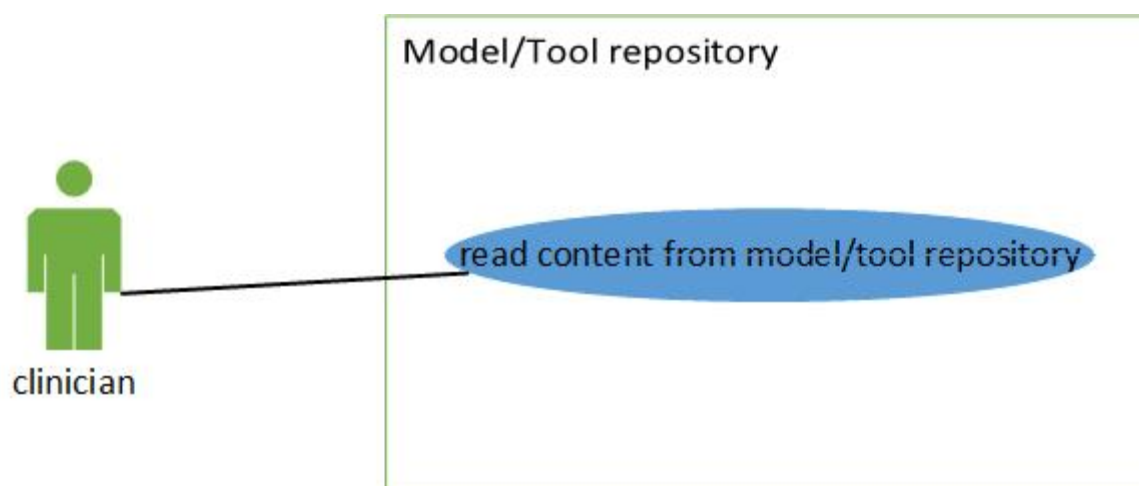 Model/Tool repository
read content from model/tool repository
clinician